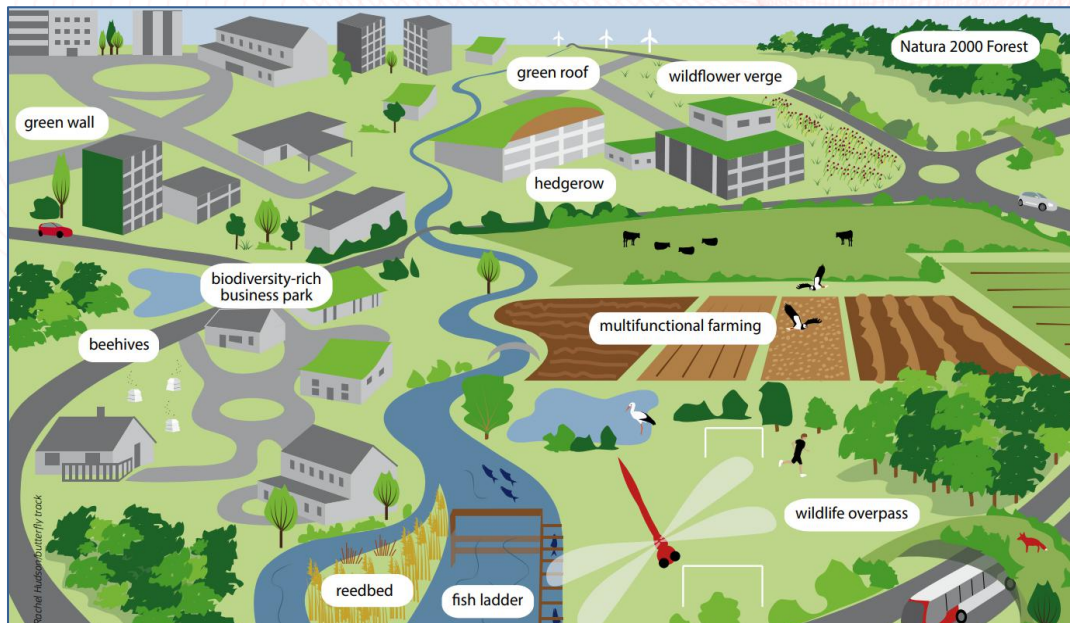 Natura 2000 Forest
green roof
wildflower verge
green wall
hedgerow
biodiversity-rich
business park
multifunctional farming
beehives
wildlife overpass
reedbed
fish ladder
Rachel Hudson/butterfly track